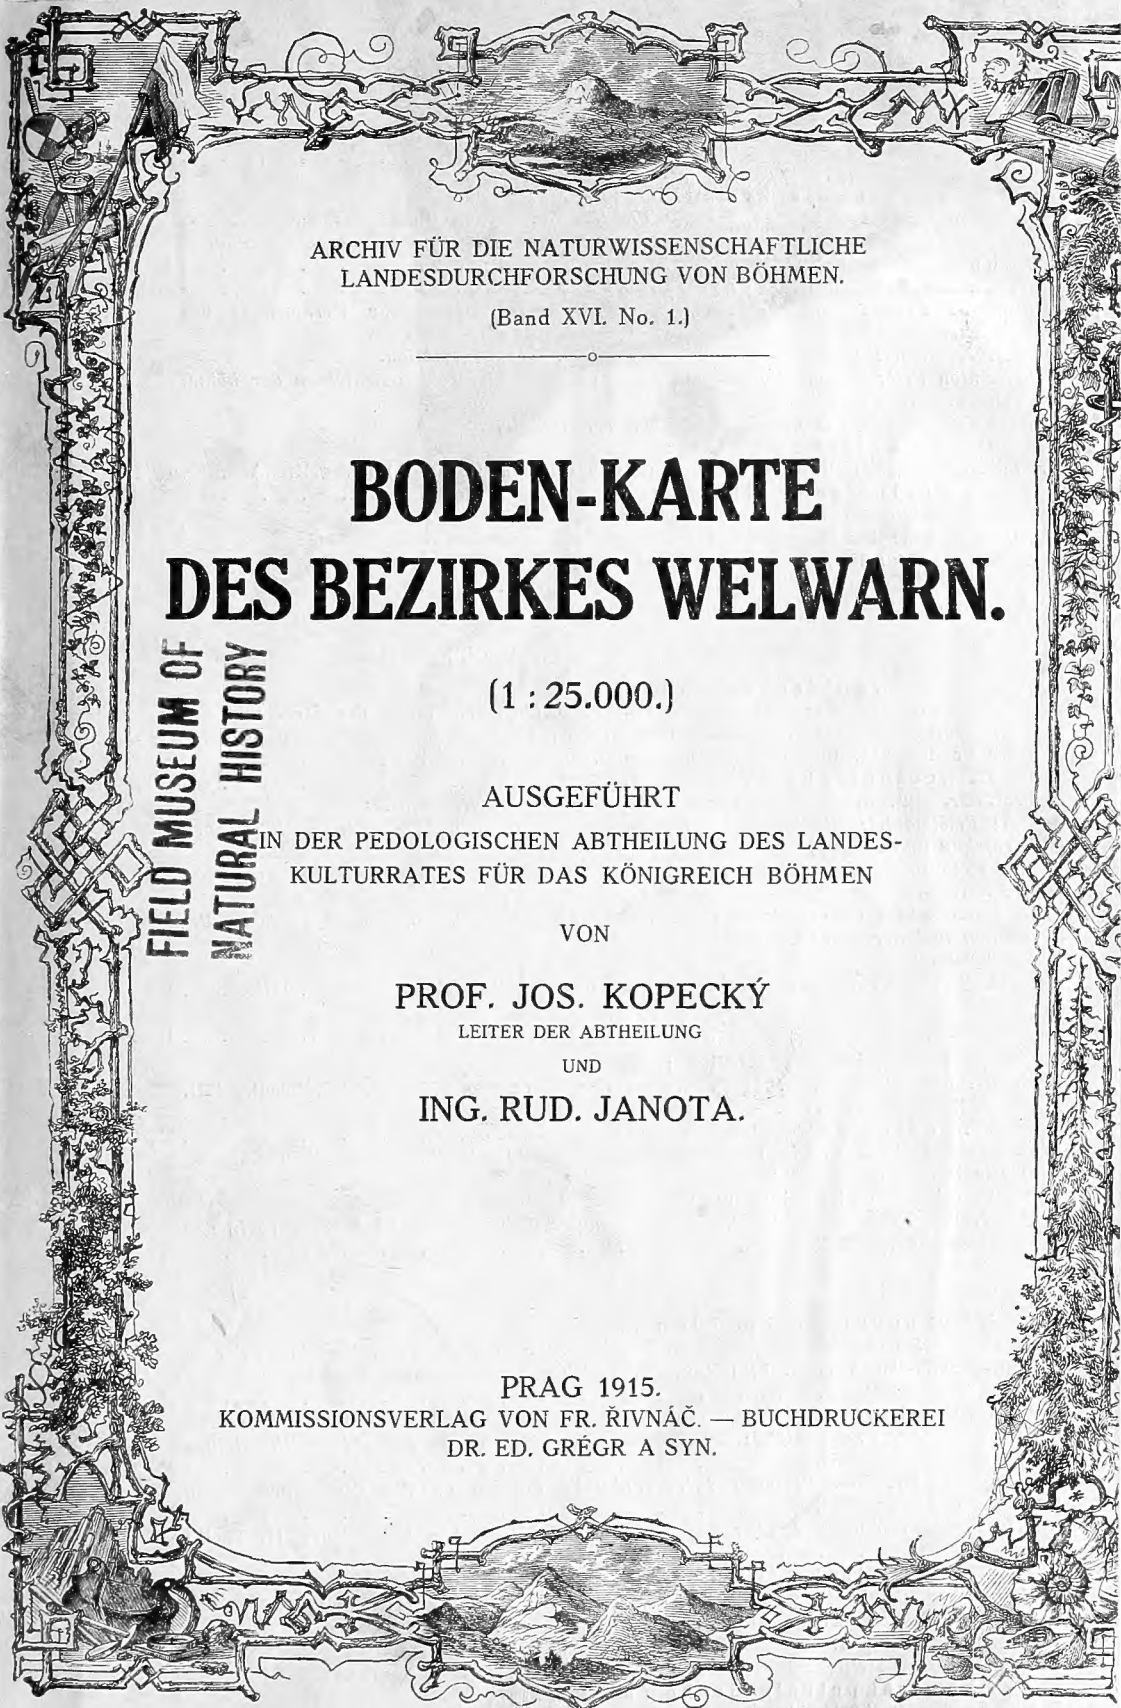 ARCHIV FÜR DIE NATURWISSENSCHAFTLICHE
LANDESDURCHFORSCHUNG VON BÖHMEN.
(Band XVI. No. 1.)
BODEN-KARTE
DES BEZIRKES WELWARN.
(1 : 25.000.)
FIELD MUSEUM OF
NATURAL HISTORY
AUSGEFÜHRT
IN DER PEDOLOGISCHEN ABTHEILUNG DES LANDES-
KULTURRATES FÜR DAS KÖNIGREICH BÖHMEN
VON
PROF. JOS. KOPECKÝ
LEITER DER ABTHEILUNG
UND
ING. RUD. JANOTA.
PRAG 1915.
KOMMISSIONSVERLAG VON FR. ŘIVNÁČ. — BUCHDRUCKEREI
DR. ED. GRÉGR A SYN.